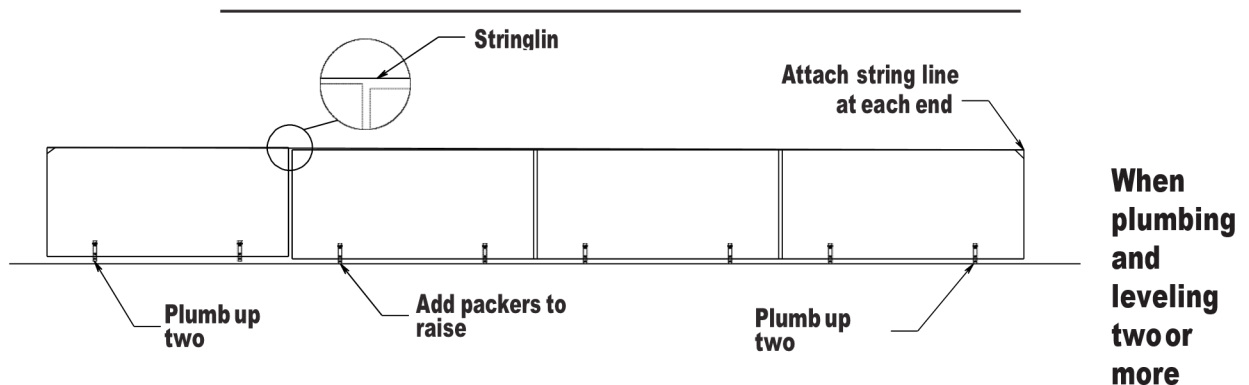 Stringlin
Attach string line
at each end
When
plumbing
and
leveling
two or
more
Plumb up
two
Add packers to
raise
Plumb up
two